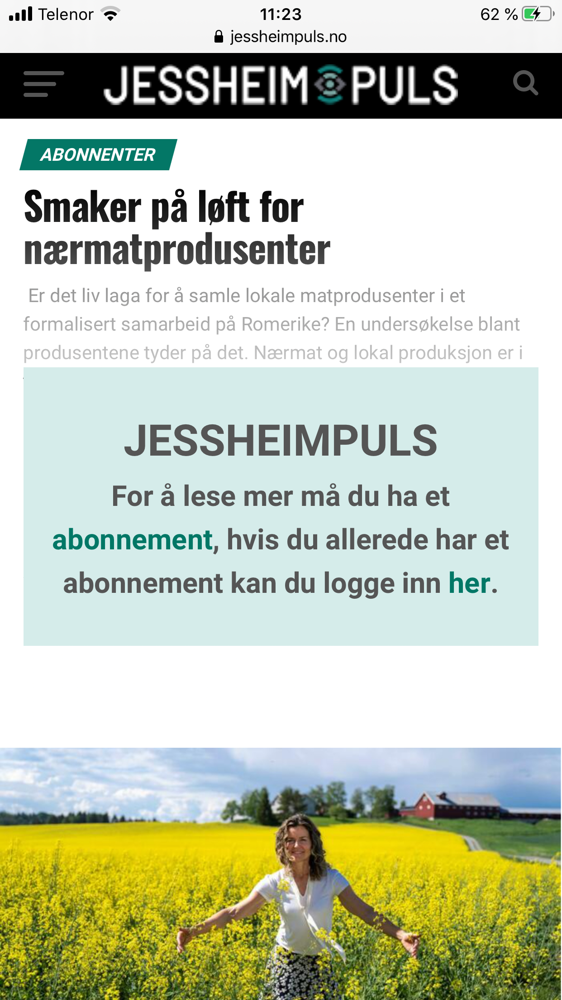 Telenor 11:23 62 %
jessheimpuls.no
JESSHEIM PULS
ABONNENTER
Smaker på løft for
nærmatprodusenter
Er det liv laga for å samle lokale matprodusenter i et
formalisert samarbeid på Romerike? En undersøkelse blant
produsentene tyder på det. Nærmat og lokal produksjon er i
JESSHEIMPULS
For å lese mer må du ha et
abonnement, hvis du allerede har et
abonnement kan du logge inn her.